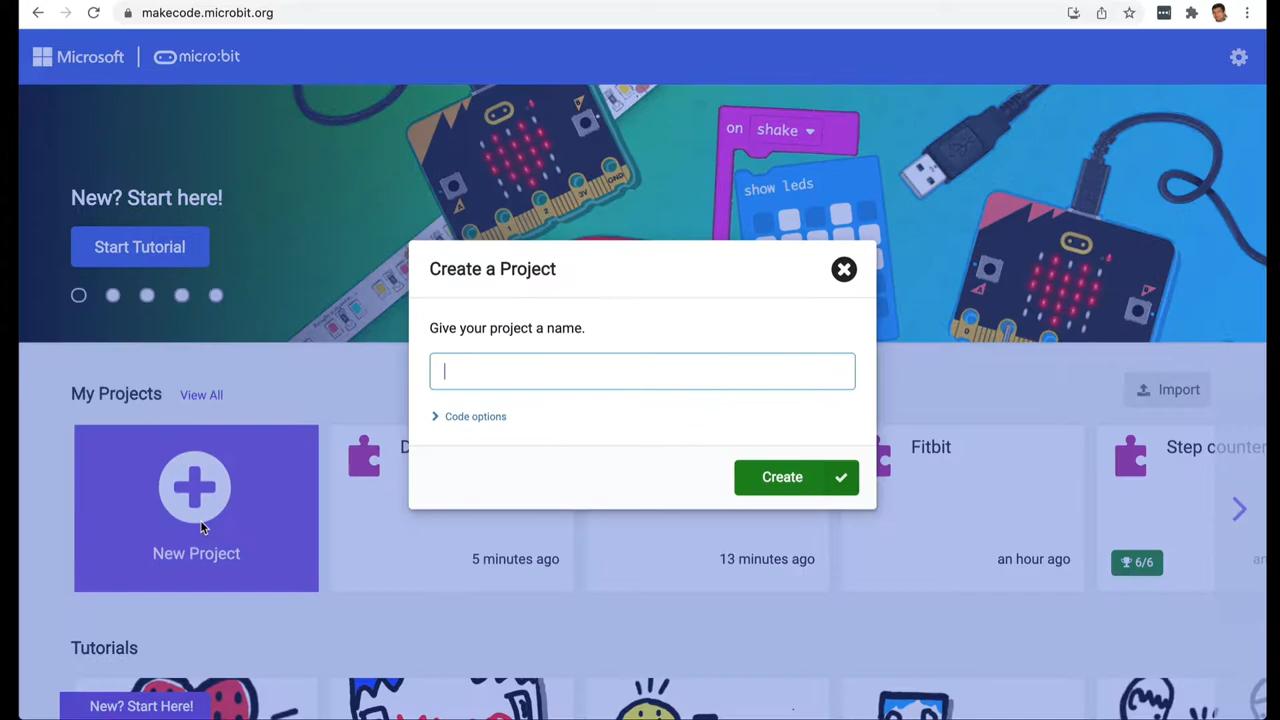 makecode.microbit.org
Microsoft
micro:bit
on shake
show leds
New? Start here!
Start Tutorial
Create a Project
Give your project a name.
Code options
Create
My Projects
View All
Import
New Project
5 minutes ago
13 minutes ago
Fitbit
an hour ago
Step counter
6/6
Tutorials
New? Start Here!